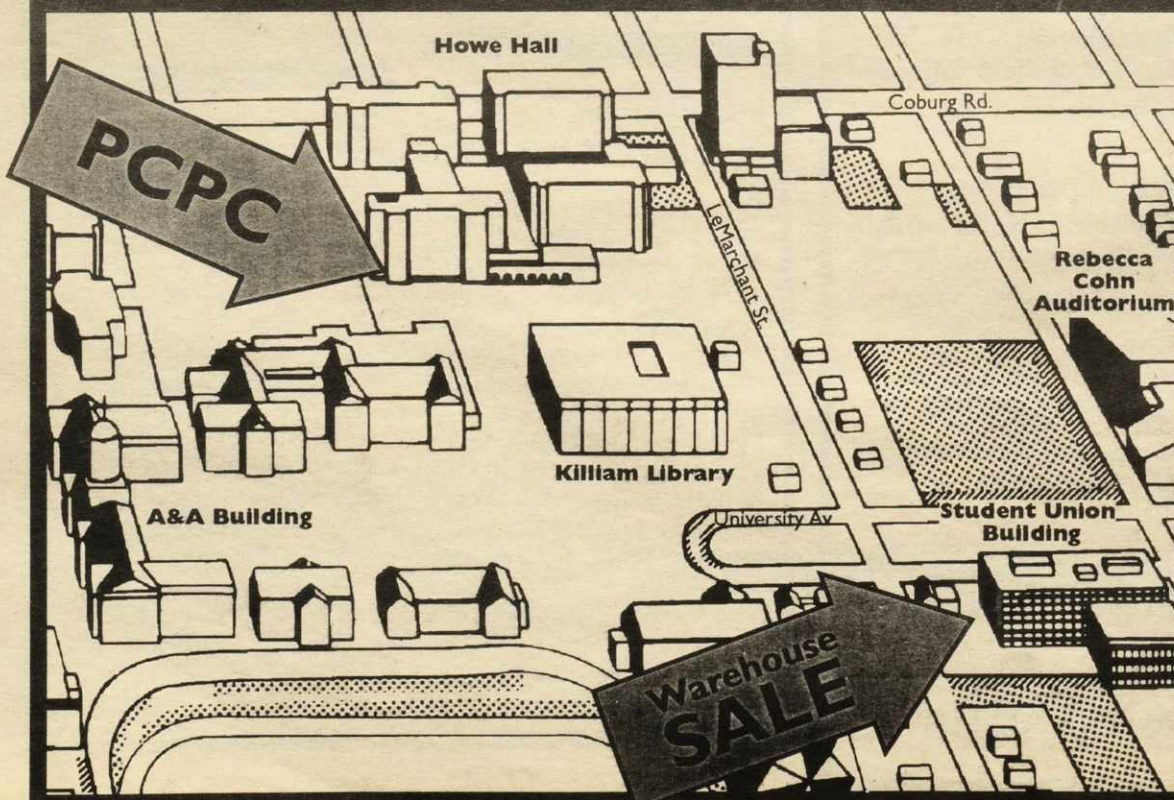 Howe Hall
Coburg Rd.
PCPC
LeMarchant St.
Rebecca
Cohn
Auditorium
Killiam Library
A&A Building
University Av
Student Union
Building
Warehouse
SALE